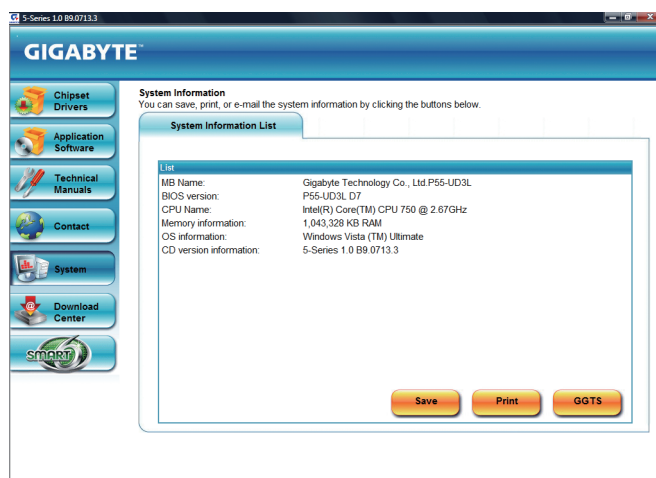 5-Series 1.0 B9.0713.3
GIGABYTE™
Chipset
Drivers
Application
Software
Technical
Manuals
Contact
System
Download
Center
SMART 6
System Information
You can save, print, or e-mail the system information by clicking the buttons below.
System Information List
List
MB Name: Gigabyte Technology Co., Ltd.P55-UD3L
BIOS version: P55-UD3L D7
CPU Name: Intel(R) Core(TM) CPU 750 @ 2.67GHz
Memory information: 1,043,328 KB RAM
OS information: Windows Vista (TM) Ultimate
CD version information: 5-Series 1.0 B9.0713.3
Save Print GGTS